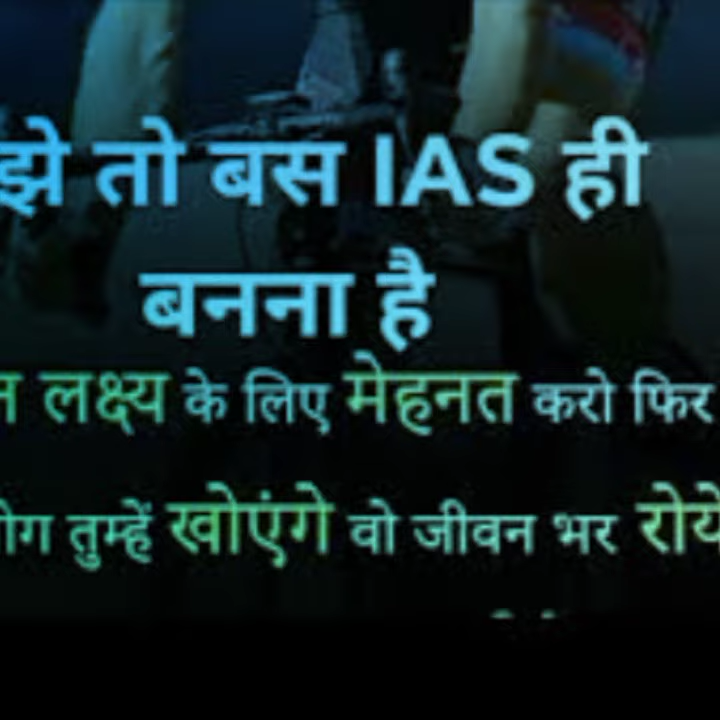 झे तो बस IAS ही
बनना है
न लक्ष्य के लिए मेहनत करो फिर
ोग तुम्हें खोएंगे वो जीवन भर रोये